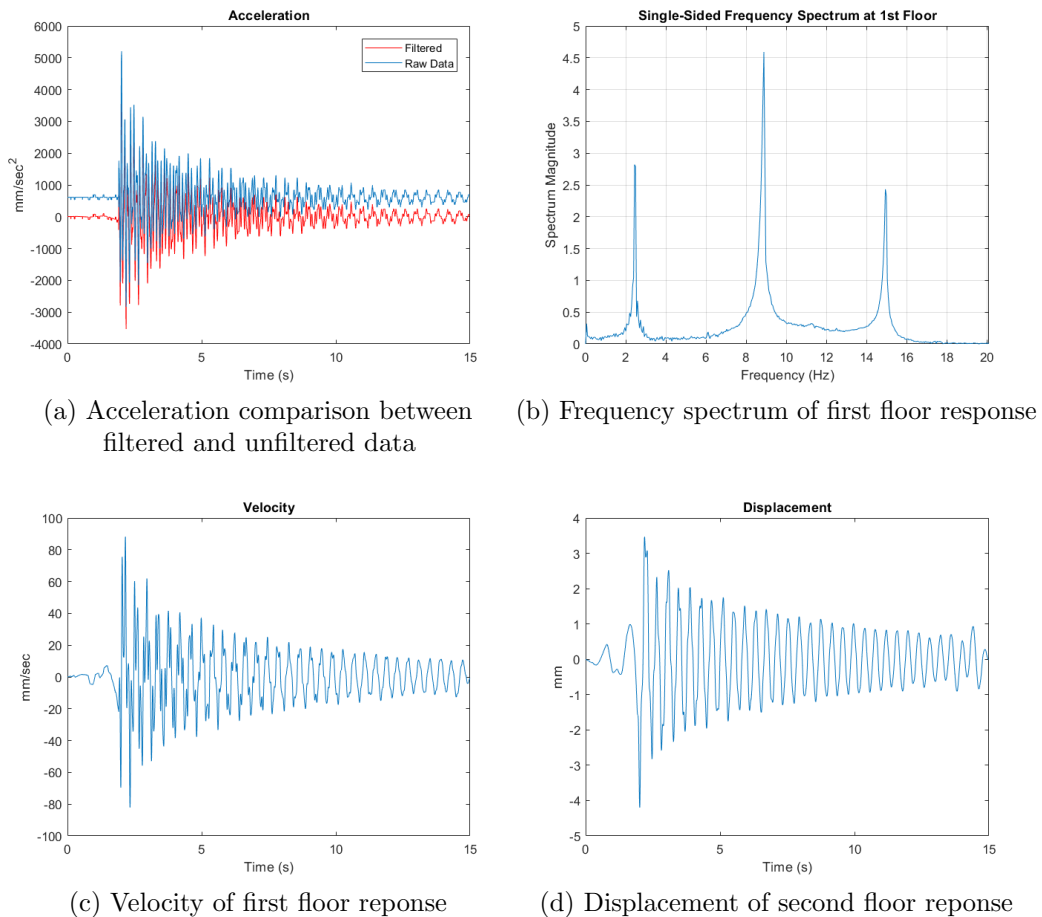 Acceleration
6000
5000
4000
3000
2000
1000
0
-1000
-2000
-3000
-4000
mm/sec2
Filtered
Raw Data
0 5 10 15
Time (s)
(a) Acceleration comparison between
filtered and unfiltered data
Single-Sided Frequency Spectrum at 1st Floor
5
4.5
4
3.5
3
2.5
2
1.5
1
0.5
0
Spectrum Magnitude
0 2 4 6 8 10 12 14 16 18 20
Frequency (Hz)
(b) Frequency spectrum of first floor response
Velocity
100
80
60
40
20
0
-20
-40
-60
-80
-100
mm/sec
0 5 10 15
Time (s)
(c) Velocity of first floor reponse
Displacement
4
3
2
1
0
-1
-2
-3
-4
-5
mm
0 5 10 15
Time (s)
(d) Displacement of second floor reponse